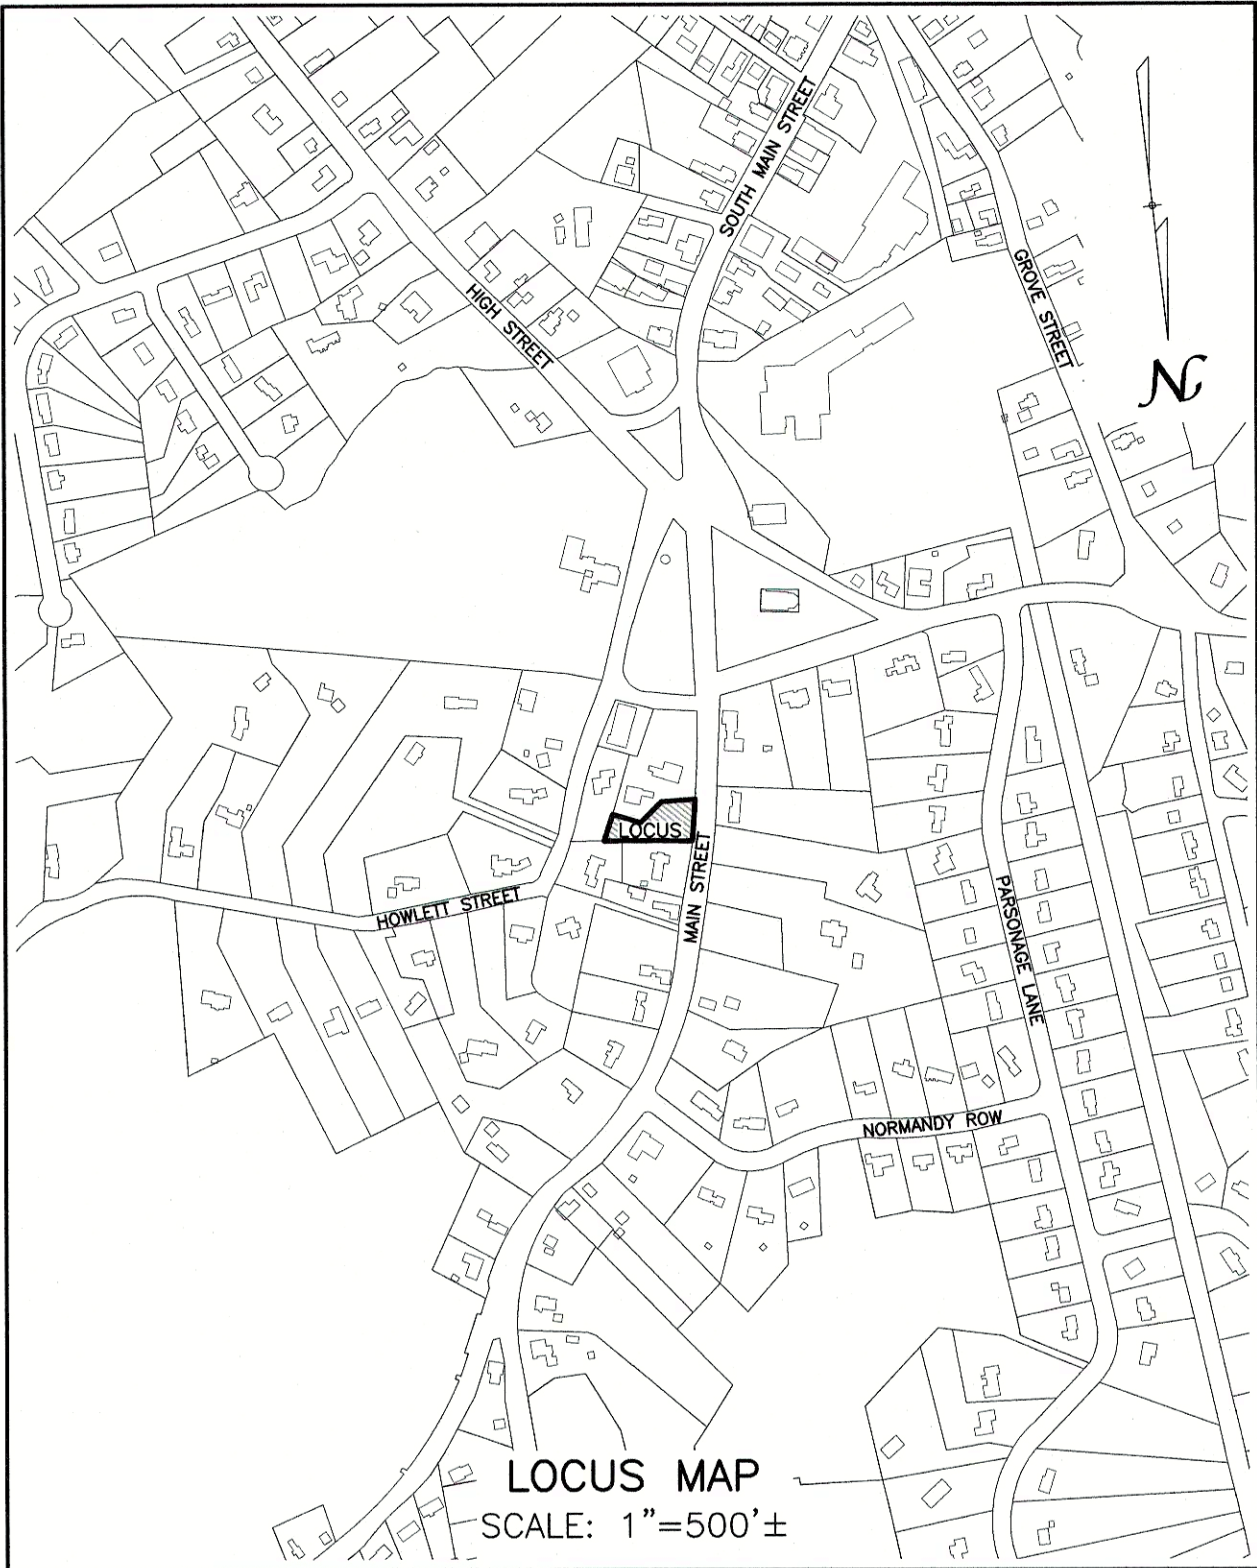 SOUTH MAIN STREET
GROVE STREET
HIGH STREET
N
LOCUS
MAIN STREET
HOWLETT STREET
PARSONAGE LANE
NORMANDY ROW
LOCUS MAP
SCALE: 1"=500'±